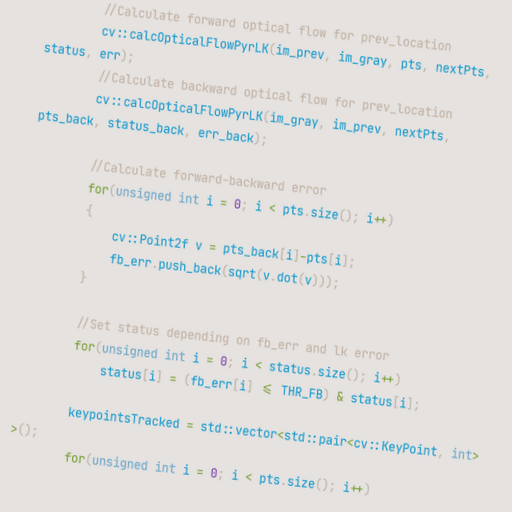 //Calculate forward optical flow for prev_location
cv::calcOpticalFlowPyrLK(im_prev, im_gray, pts, nextPts,
status, err);
//Calculate backward optical flow for prev_location
cv::calcOpticalFlowPyrLK(im_gray, im_prev, nextPts,
pts_back, status_back, err_back);
//Calculate forward-backward error
for(unsigned int i = 0; i < pts.size(); i++)
{
cv::Point2f v = pts_back[i]-pts[i];
fb_err.push_back(sqrt(v.dot(v)));
}
//Set status depending on fb_err and lk error
for(unsigned int i = 0; i < status.size(); i++)
status[i] = (fb_err[i] <= THR_FB) & status[i];
keypointsTracked = std::vector<std::pair<cv::KeyPoint, int>
>();
for(unsigned int i = 0; i < pts.size(); i++)